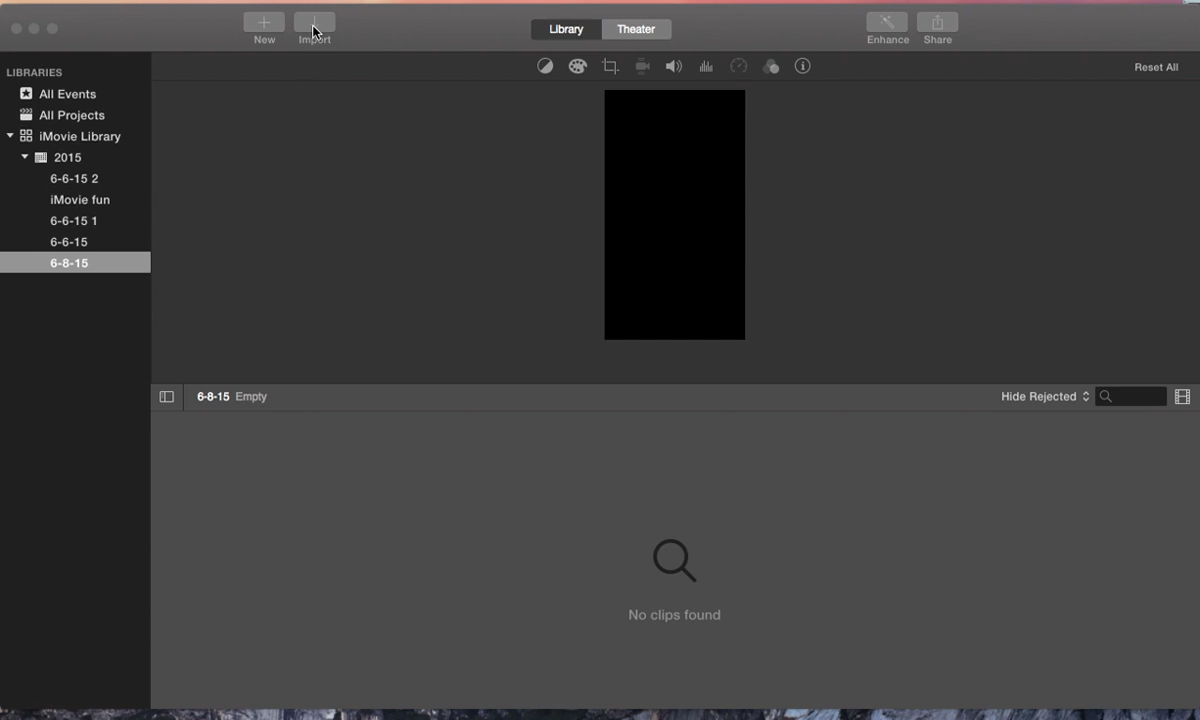 New
Import
Library
Theater
Enhance
Share
Reset All
LIBRARIES
All Events
All Projects
iMovie Library
2015
6-6-15 2
iMovie fun
6-6-15 1
6-6-15
6-8-15
6-8-15 Empty
Hide Rejected
No clips found